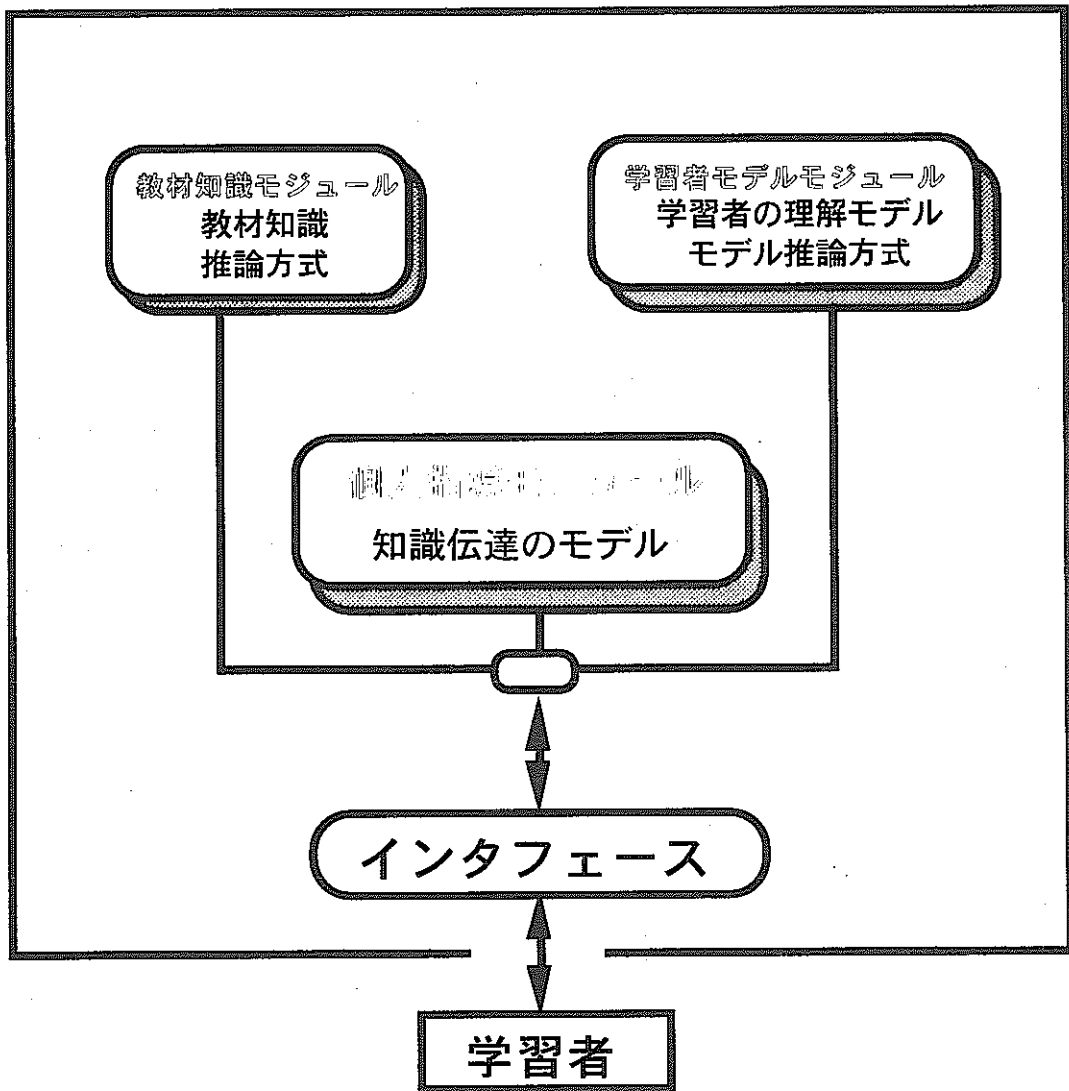 教材知識モジュール
教材知識
推論方式
学習者モデルモジュール
学習者の理解モデル
モデル推論方式
知識伝達のモデル
インタフェース
学習者